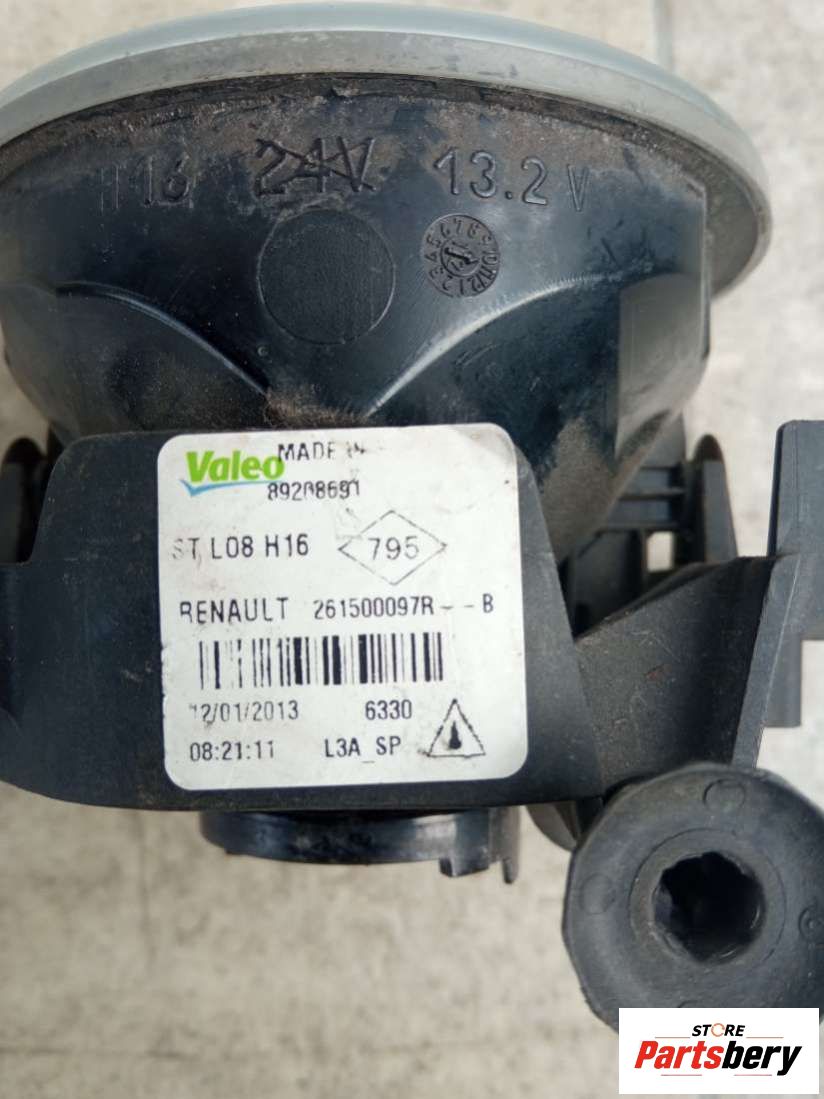 H16 24V 13.2 V
Valeo MADE IN
89208691
ST L08 H16 795
RENAULT 261500097R--B
12/01/2013 6330
08:21:11 L3A_SP
STORE
Partsbery